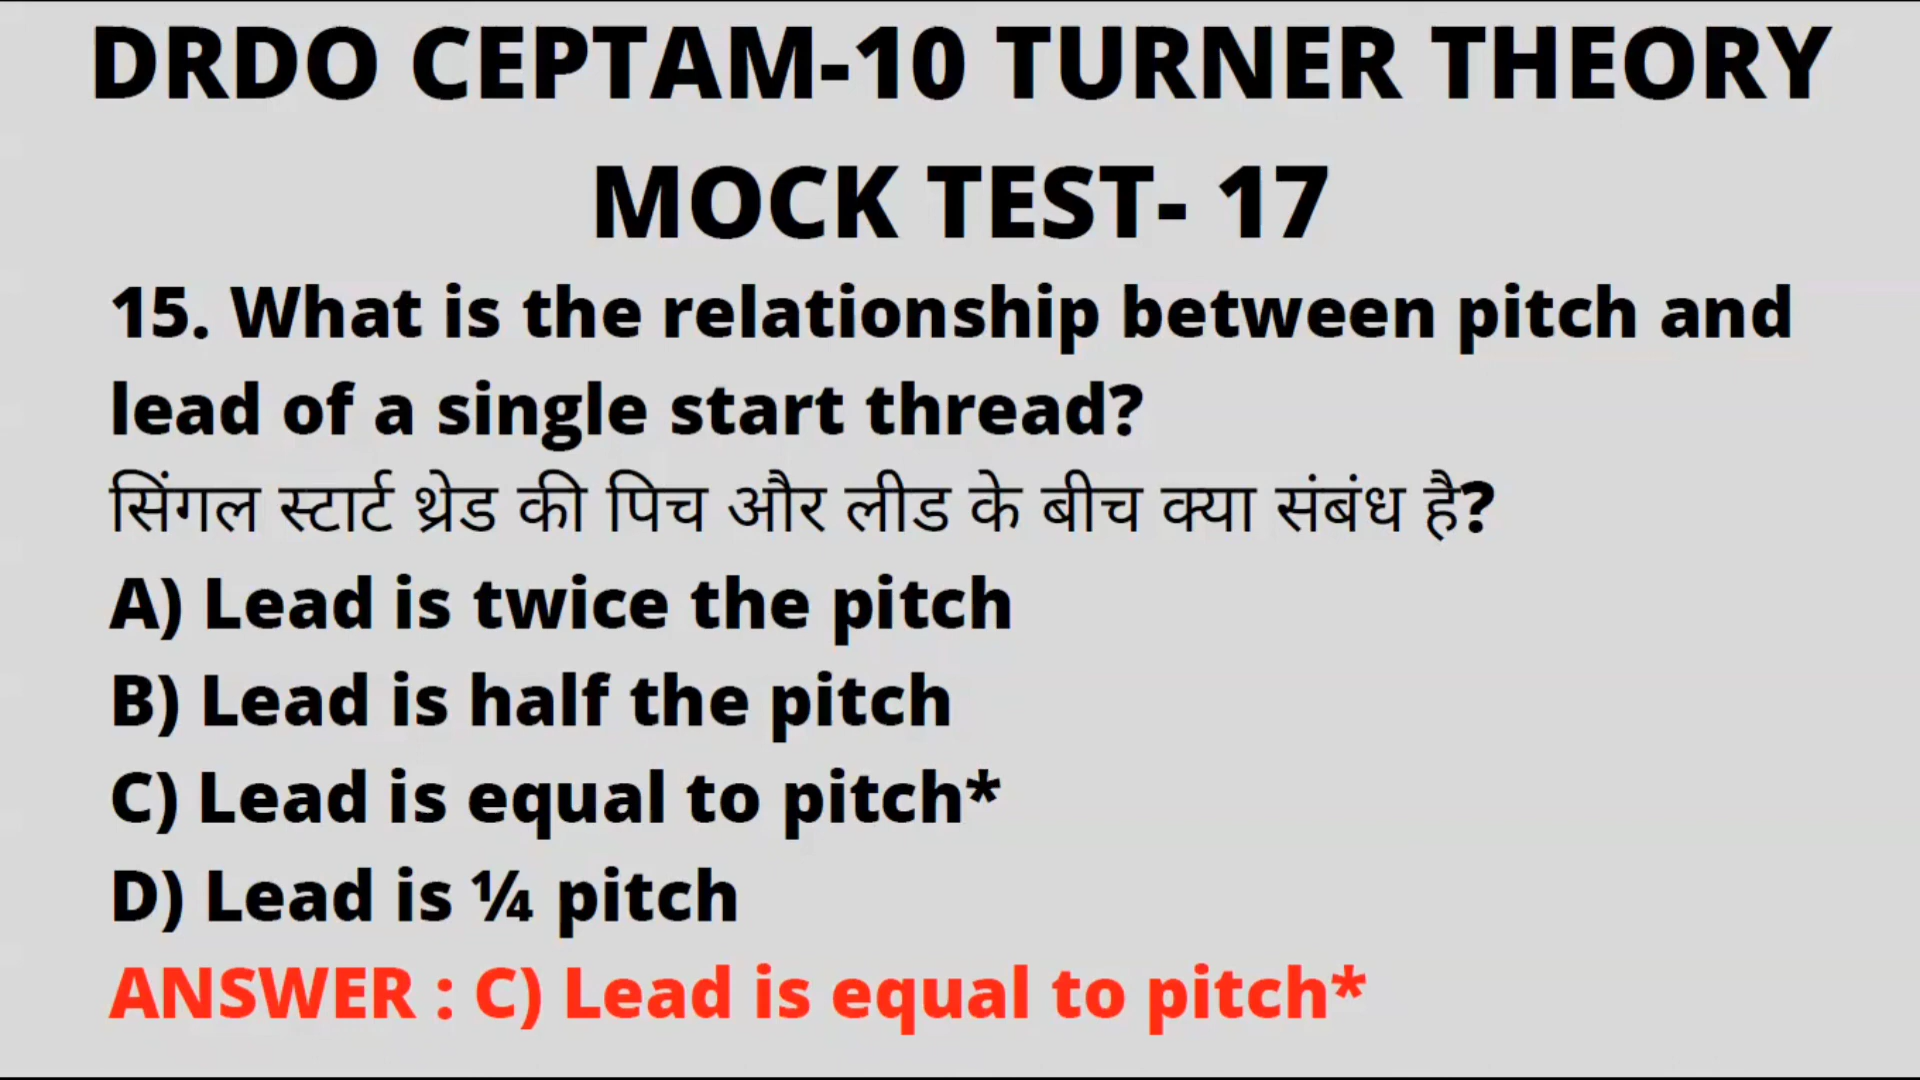 DRDO CEPTAM-10 TURNER THEORY
MOCK TEST- 17
15. What is the relationship between pitch and
lead of a single start thread?
सिंगल स्टार्ट थ्रेड की पिच और लीड के बीच क्या संबंध है?
A) Lead is twice the pitch
B) Lead is half the pitch
C) Lead is equal to pitch*
D) Lead is ¼ pitch
ANSWER : C) Lead is equal to pitch*